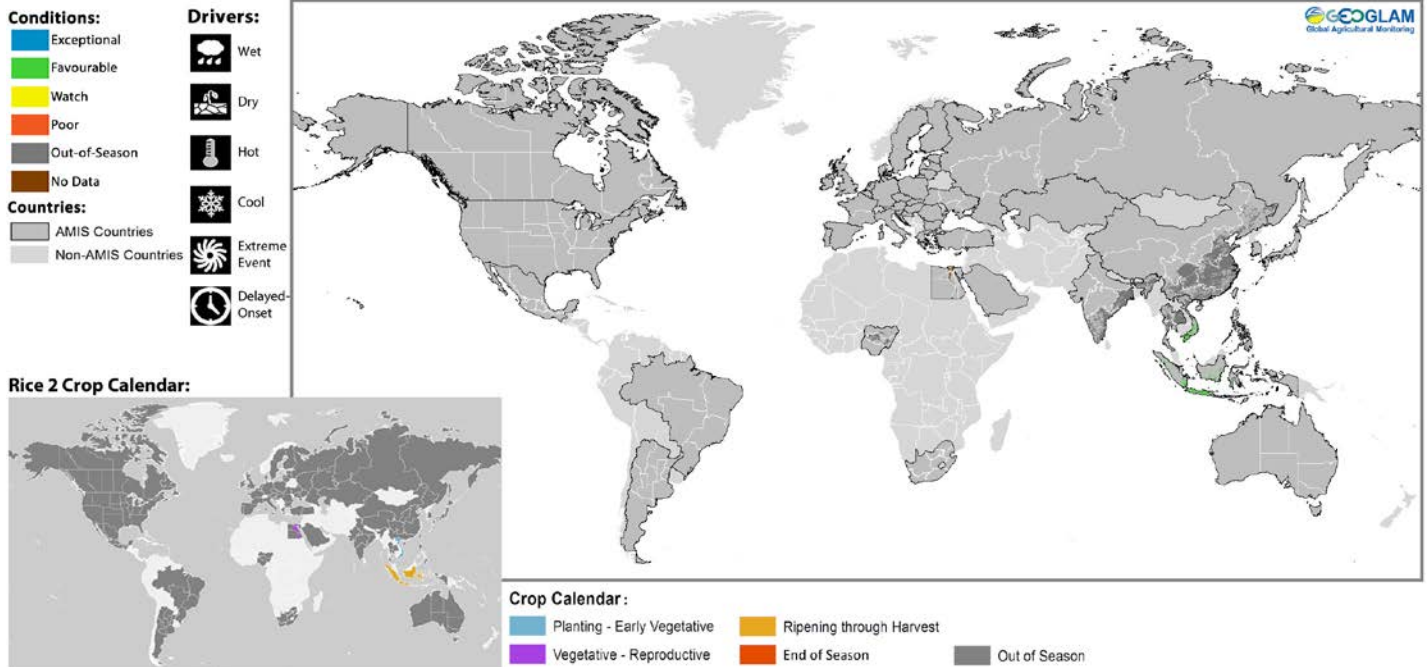 Conditions:
Exceptional
Favourable
Watch
Poor
Out-of-Season
No Data
Countries:
AMIS Countries
Non-AMIS Countries
Drivers:
Wet
Dry
Hot
Cool
Extreme
Event
Delayed-
Onset
GEOGLAM
Global Agricultural Monitoring
Rice 2 Crop Calendar:
Crop Calendar:
Planting - Early Vegetative
Ripening through Harvest
Vegetative - Reproductive
End of Season
Out of Season